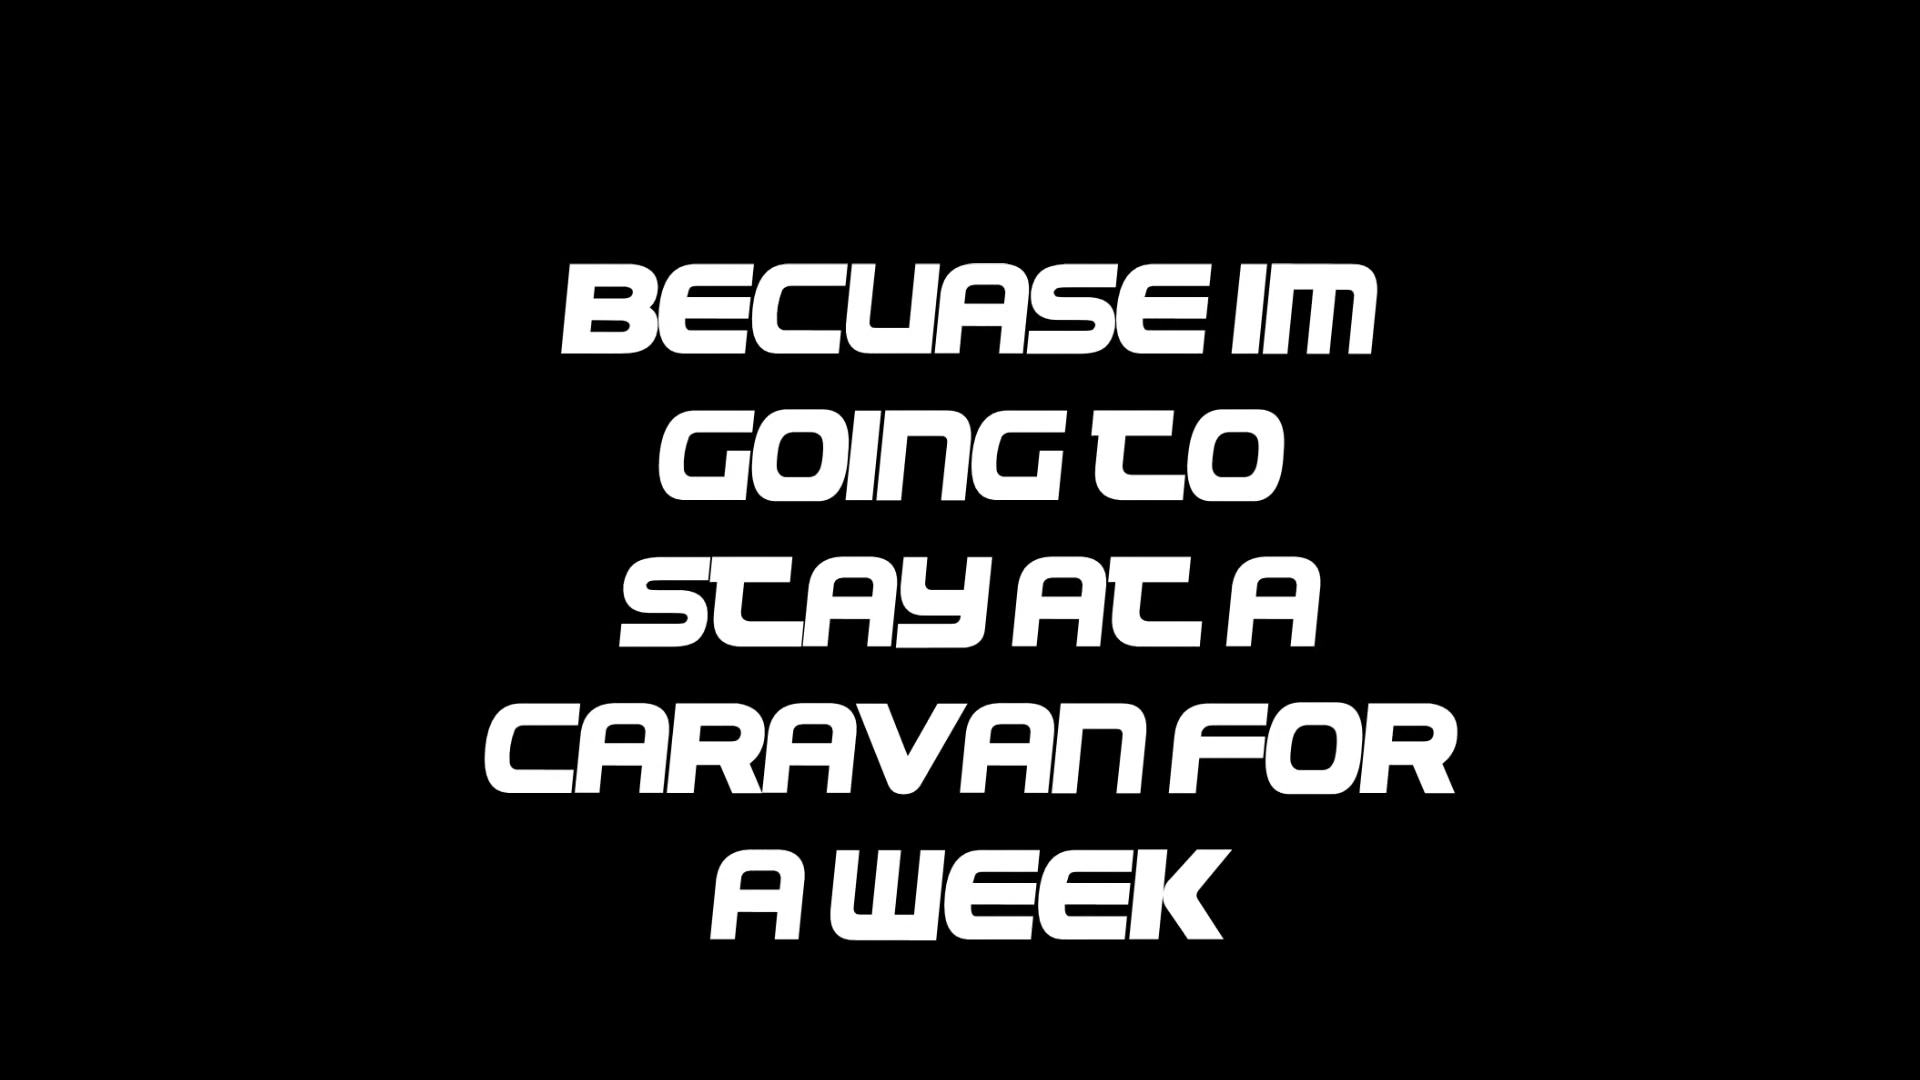 BECUASE IM
GOING TO
STAY AT A
CARAVAN FOR
A WEEK